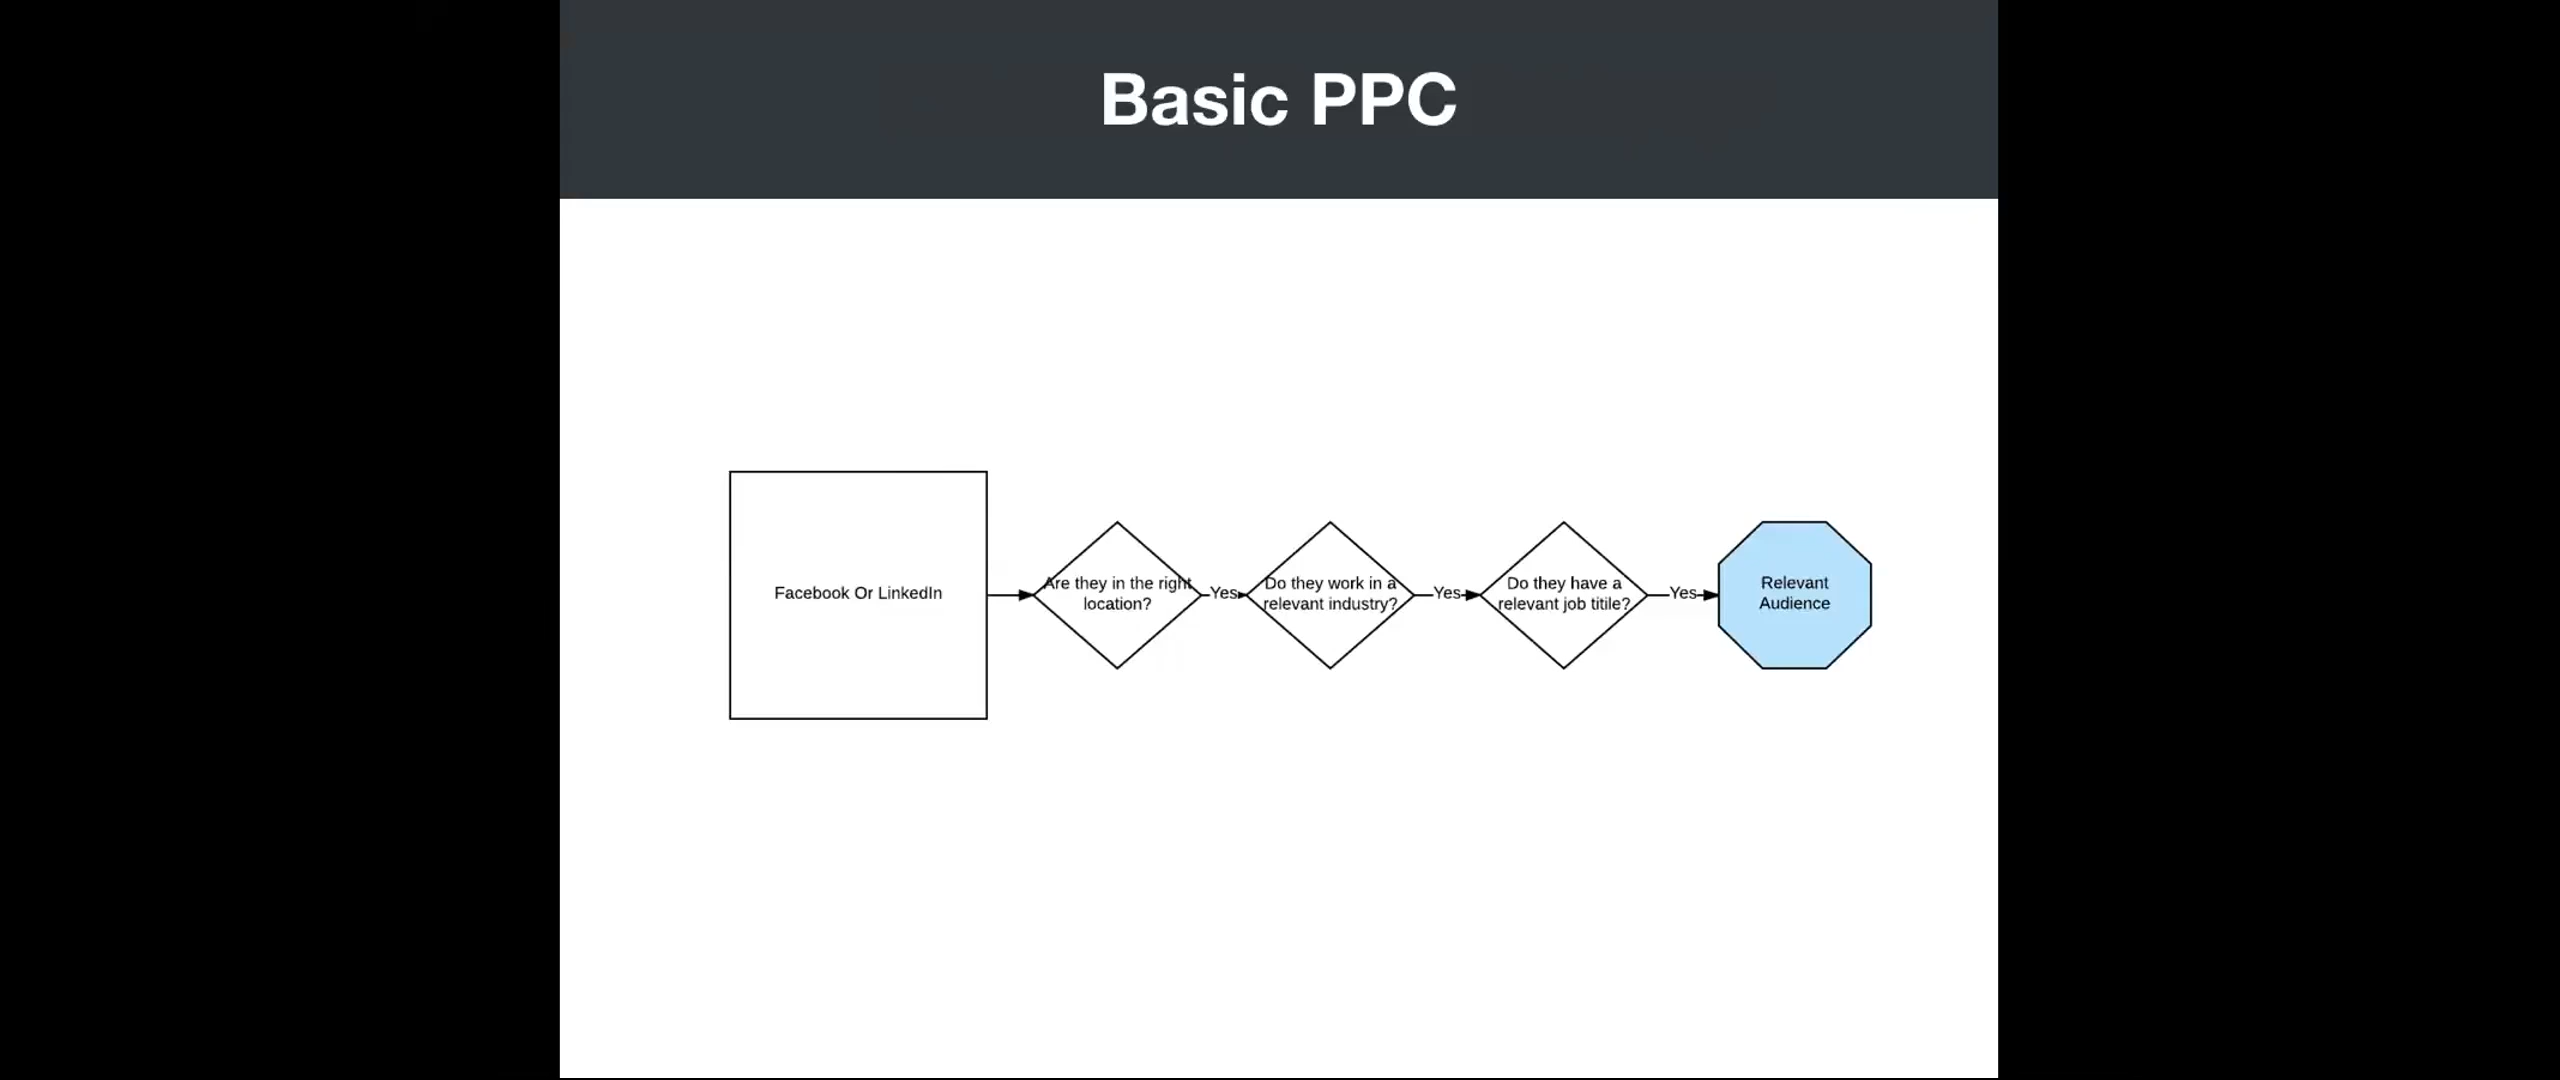 Basic PPC
Facebook Or LinkedIn
Are they in the right
location?
Yes
Do they work in a
relevant industry?
Yes
Do they have a
relevant job titile?
Yes
Relevant
Audience